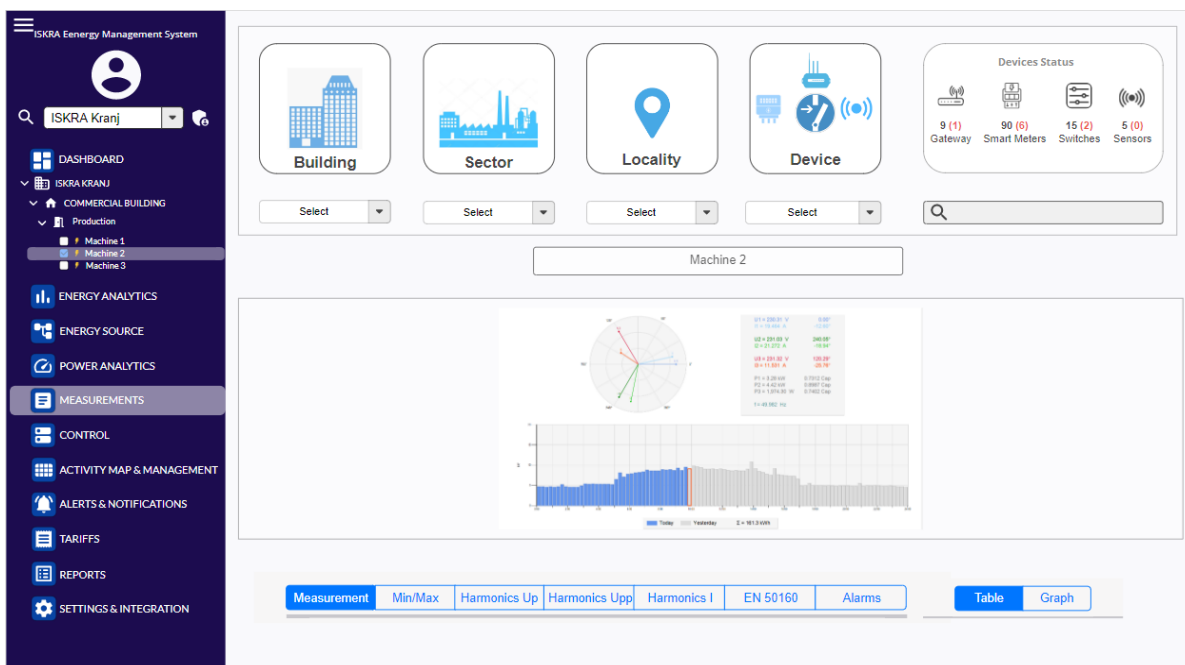 ISKRA Eenergy Management System
ISKRA Kranj
DASHBOARD
ISKRA KRANJ
COMMERCIAL BUILDING
Production
Machine 1
Machine 2
Machine 3
ENERGY ANALYTICS
ENERGY SOURCE
POWER ANALYTICS
MEASUREMENTS
CONTROL
ACTIVITY MAP & MANAGEMENT
ALERTS & NOTIFICATIONS
TARIFFS
REPORTS
SETTINGS & INTEGRATION
Building
Sector
Locality
Device
Devices Status
9 (1) 90 (6) 15 (2) 5 (0)
Gateway Smart Meters Switches Sensors
Select Select Select Select
Machine 2
Today Yesterday Σ = 161.3 kWh
Measurement Min/Max Harmonics Up Harmonics Upp Harmonics I EN 50160 Alarms
Table Graph